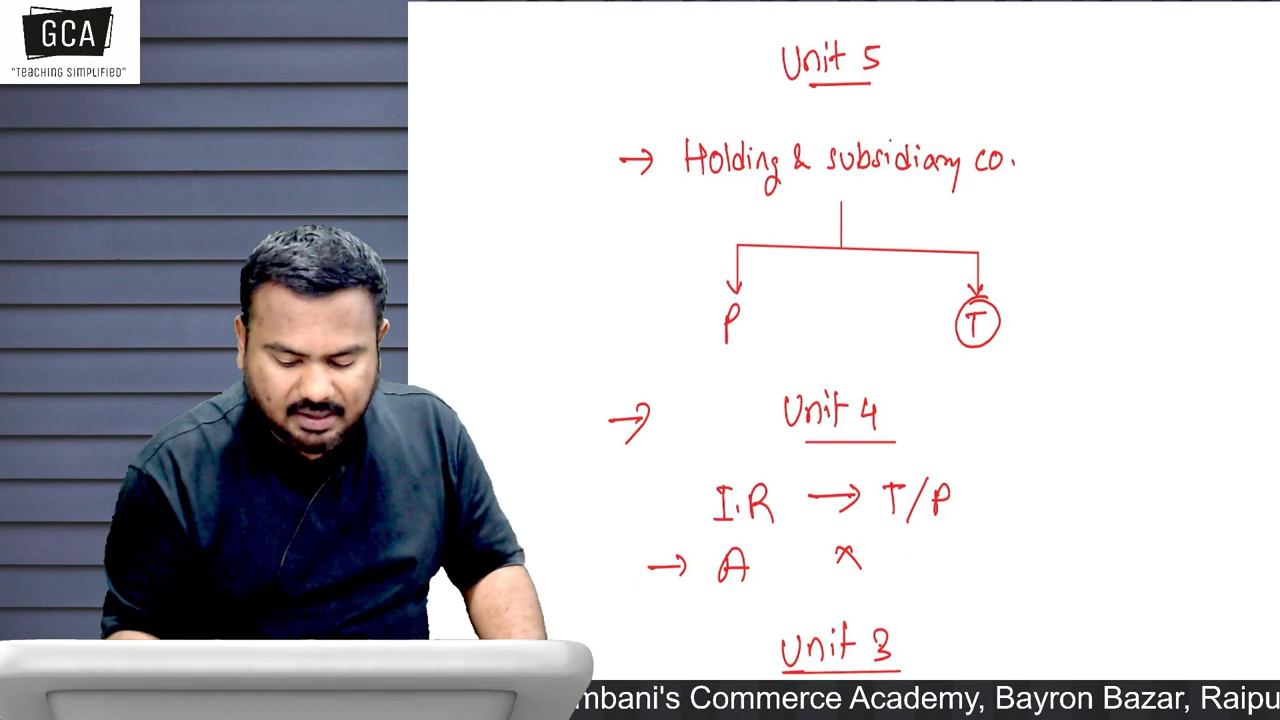 GCA
"TEACHING SIMPLIFIED"
Unit 5
→ Holding & subsidiary co.
P
T
→ Unit 4
I.R → T/P
→ A x
Unit 3
mbani's Commerce Academy, Bayron Bazar, Raipu